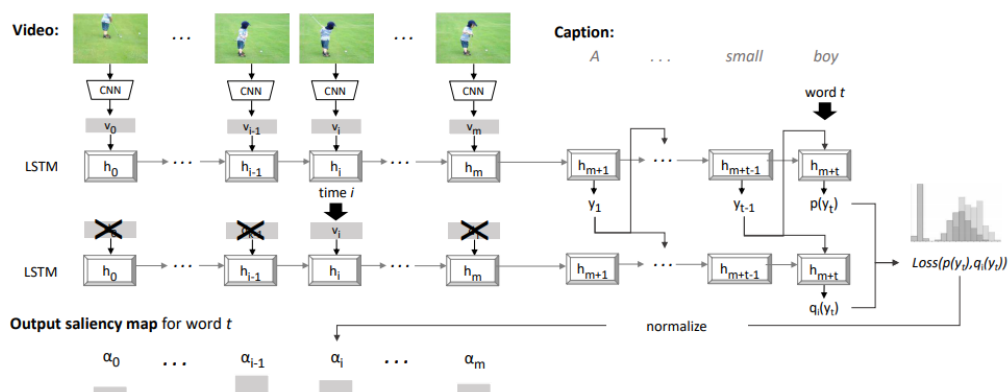 Video: ... ... Caption:
A ... small boy
CNN CNN CNN CNN
word t
v0 vi-1 vi vm
LSTM h0 ... hi-1 hi ... hm hm+1 ... hm+t-1 hm+t
time i
y1 yt-1 p(yt)
vi
LSTM h0 ... hi-1 hi ... hm hm+1 ... hm+t-1 hm+t
Loss(p(yt),qi(yt))
qi(yt)
Output saliency map for word t
normalize
α0 ... αi-1 αi ... αm